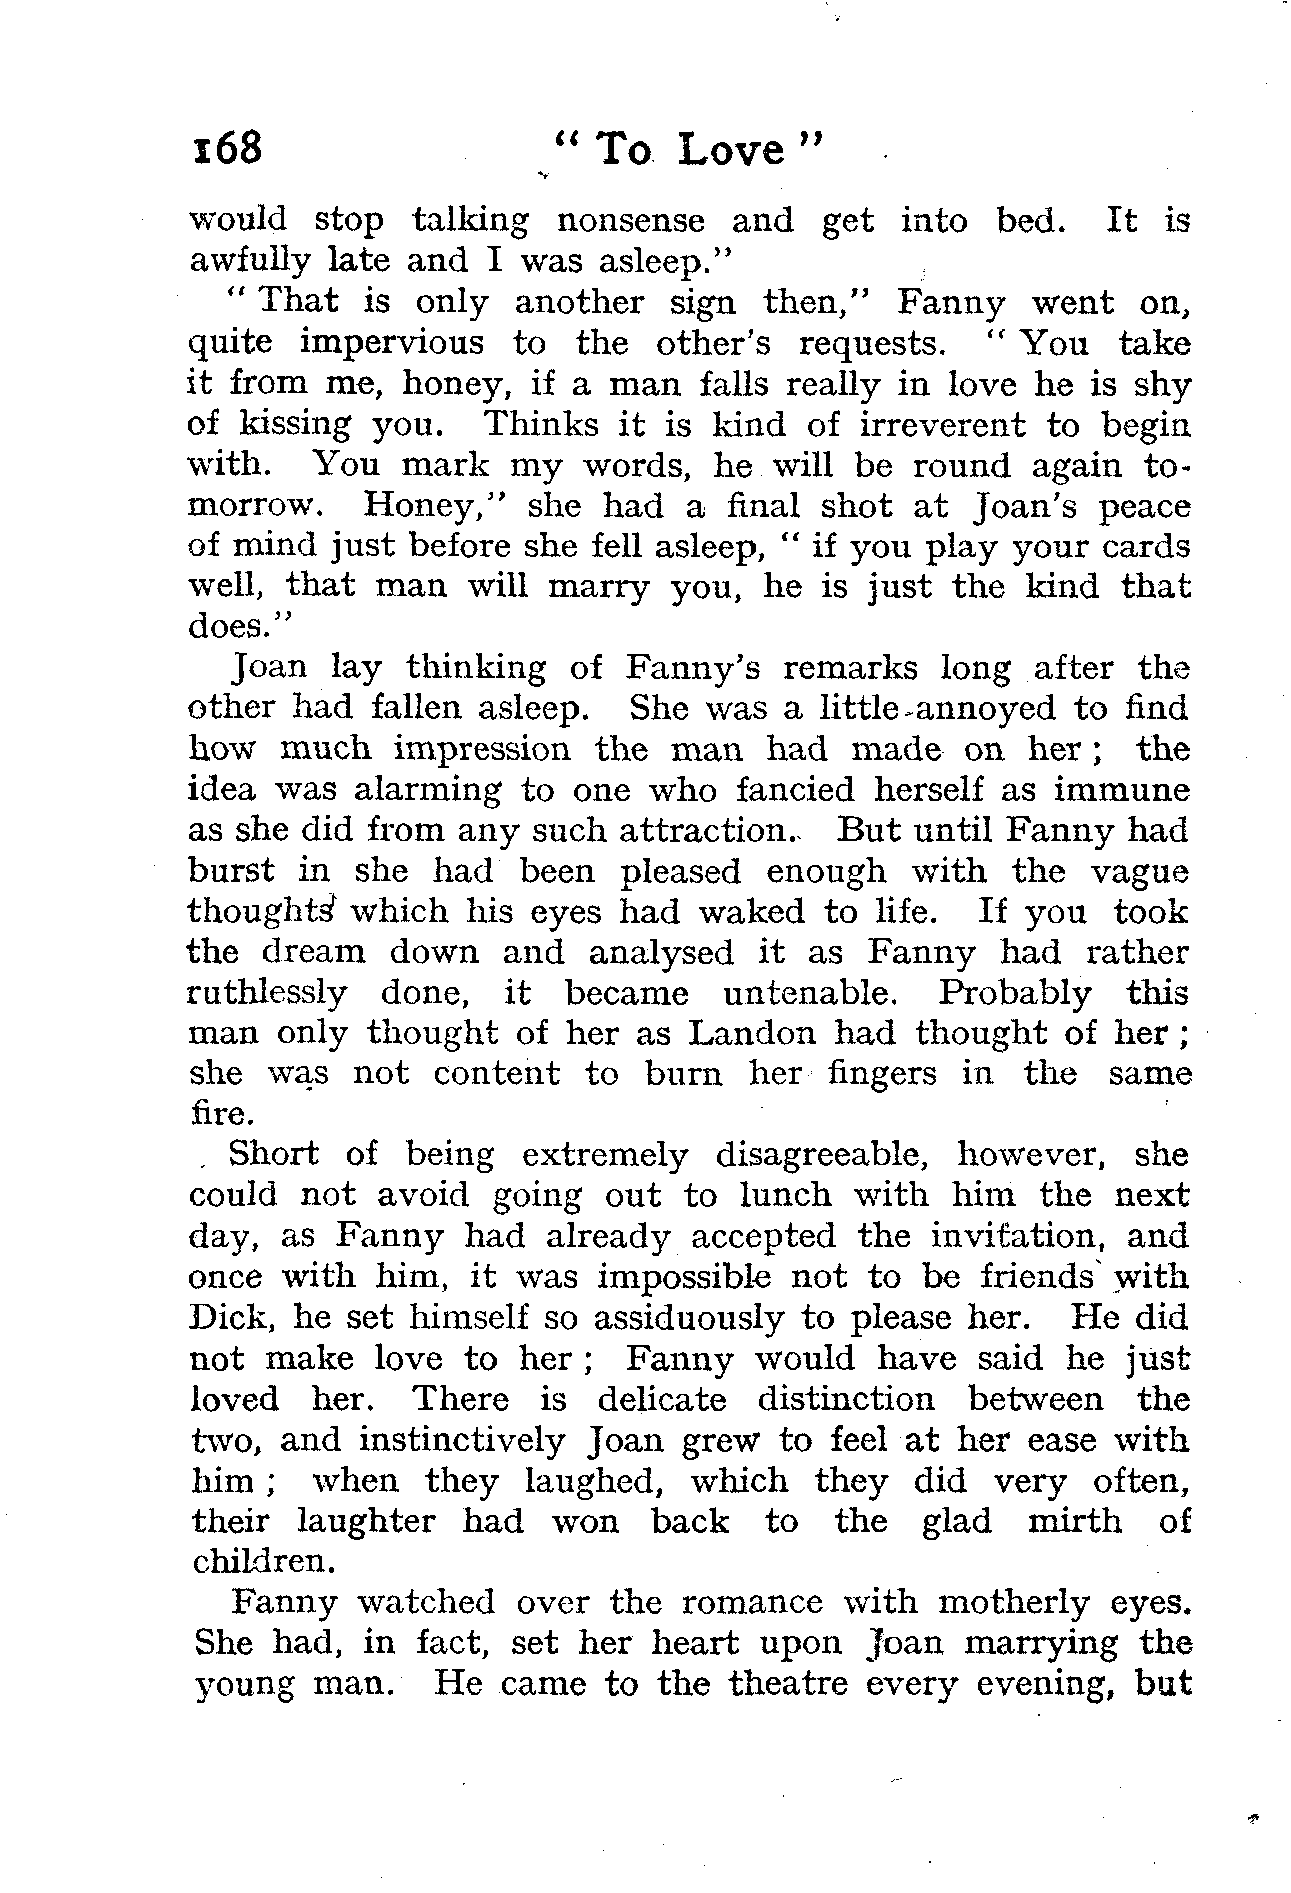 168 “ To Love ”
would stop talking nonsense and get into bed. It is
awfully late and I was asleep.”
“ That is only another sign then,” Fanny went on,
quite impervious to the other’s requests. “ You take
it from me, honey, if a man falls really in love he is shy
of kissing you. Thinks it is kind of irreverent to begin
with. You mark my words, he will be round again to-
morrow. Honey,” she had a final shot at Joan’s peace
of mind just before she fell asleep, “ if you play your cards
well, that man will marry you, he is just the kind that
does.”
Joan lay thinking of Fanny’s remarks long after the
other had fallen asleep. She was a little annoyed to find
how much impression the man had made on her ; the
idea was alarming to one who fancied herself as immune
as she did from any such attraction. But until Fanny had
burst in she had been pleased enough with the vague
thoughts which his eyes had waked to life. If you took
the dream down and analysed it as Fanny had rather
ruthlessly done, it became untenable. Probably this
man only thought of her as Landon had thought of her ;
she was not content to burn her fingers in the same
fire.
Short of being extremely disagreeable, however, she
could not avoid going out to lunch with him the next
day, as Fanny had already accepted the invitation, and
once with him, it was impossible not to be friends with
Dick, he set himself so assiduously to please her. He did
not make love to her ; Fanny would have said he just
loved her. There is delicate distinction between the
two, and instinctively Joan grew to feel at her ease with
him ; when they laughed, which they did very often,
their laughter had won back to the glad mirth of
children.
Fanny watched over the romance with motherly eyes.
She had, in fact, set her heart upon Joan marrying the
young man. He came to the theatre every evening, but